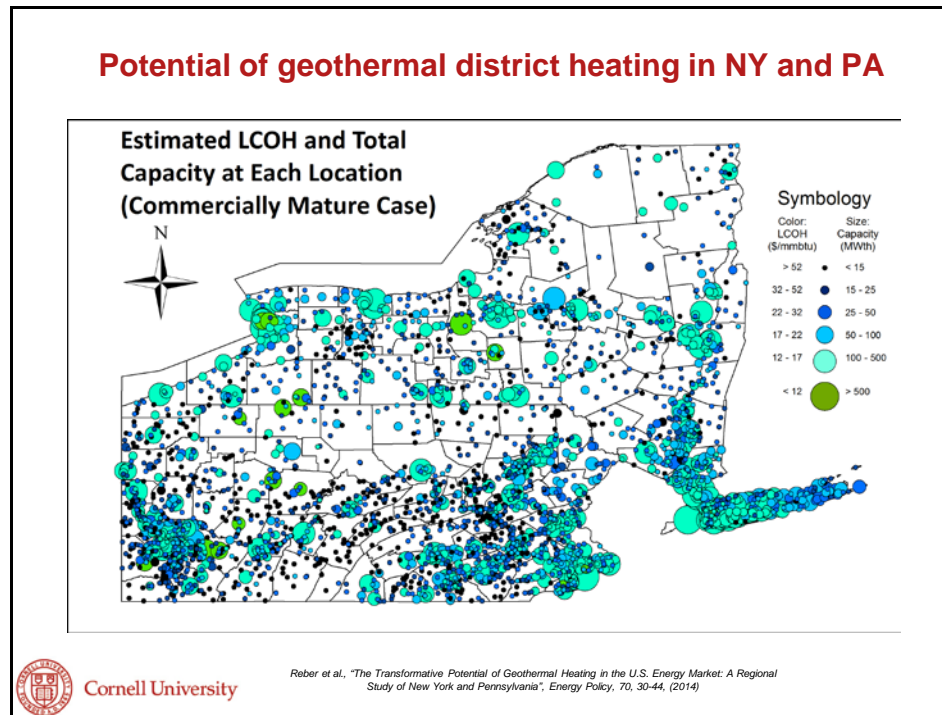 Potential of geothermal district heating in NY and PA
Estimated LCOH and Total
Capacity at Each Location
(Commercially Mature Case)
N
Symbology
Color:
LCOH
($/mmbtu)
Size:
Capacity
(MWth)
> 52 < 15
32 - 52 15 - 25
22 - 32 25 - 50
17 - 22 50 - 100
12 - 17 100 - 500
< 12 > 500
Cornell University
Reber et al., "The Transformative Potential of Geothermal Heating in the U.S. Energy Market: A Regional
Study of New York and Pennsylvania", Energy Policy, 70, 30-44, (2014)